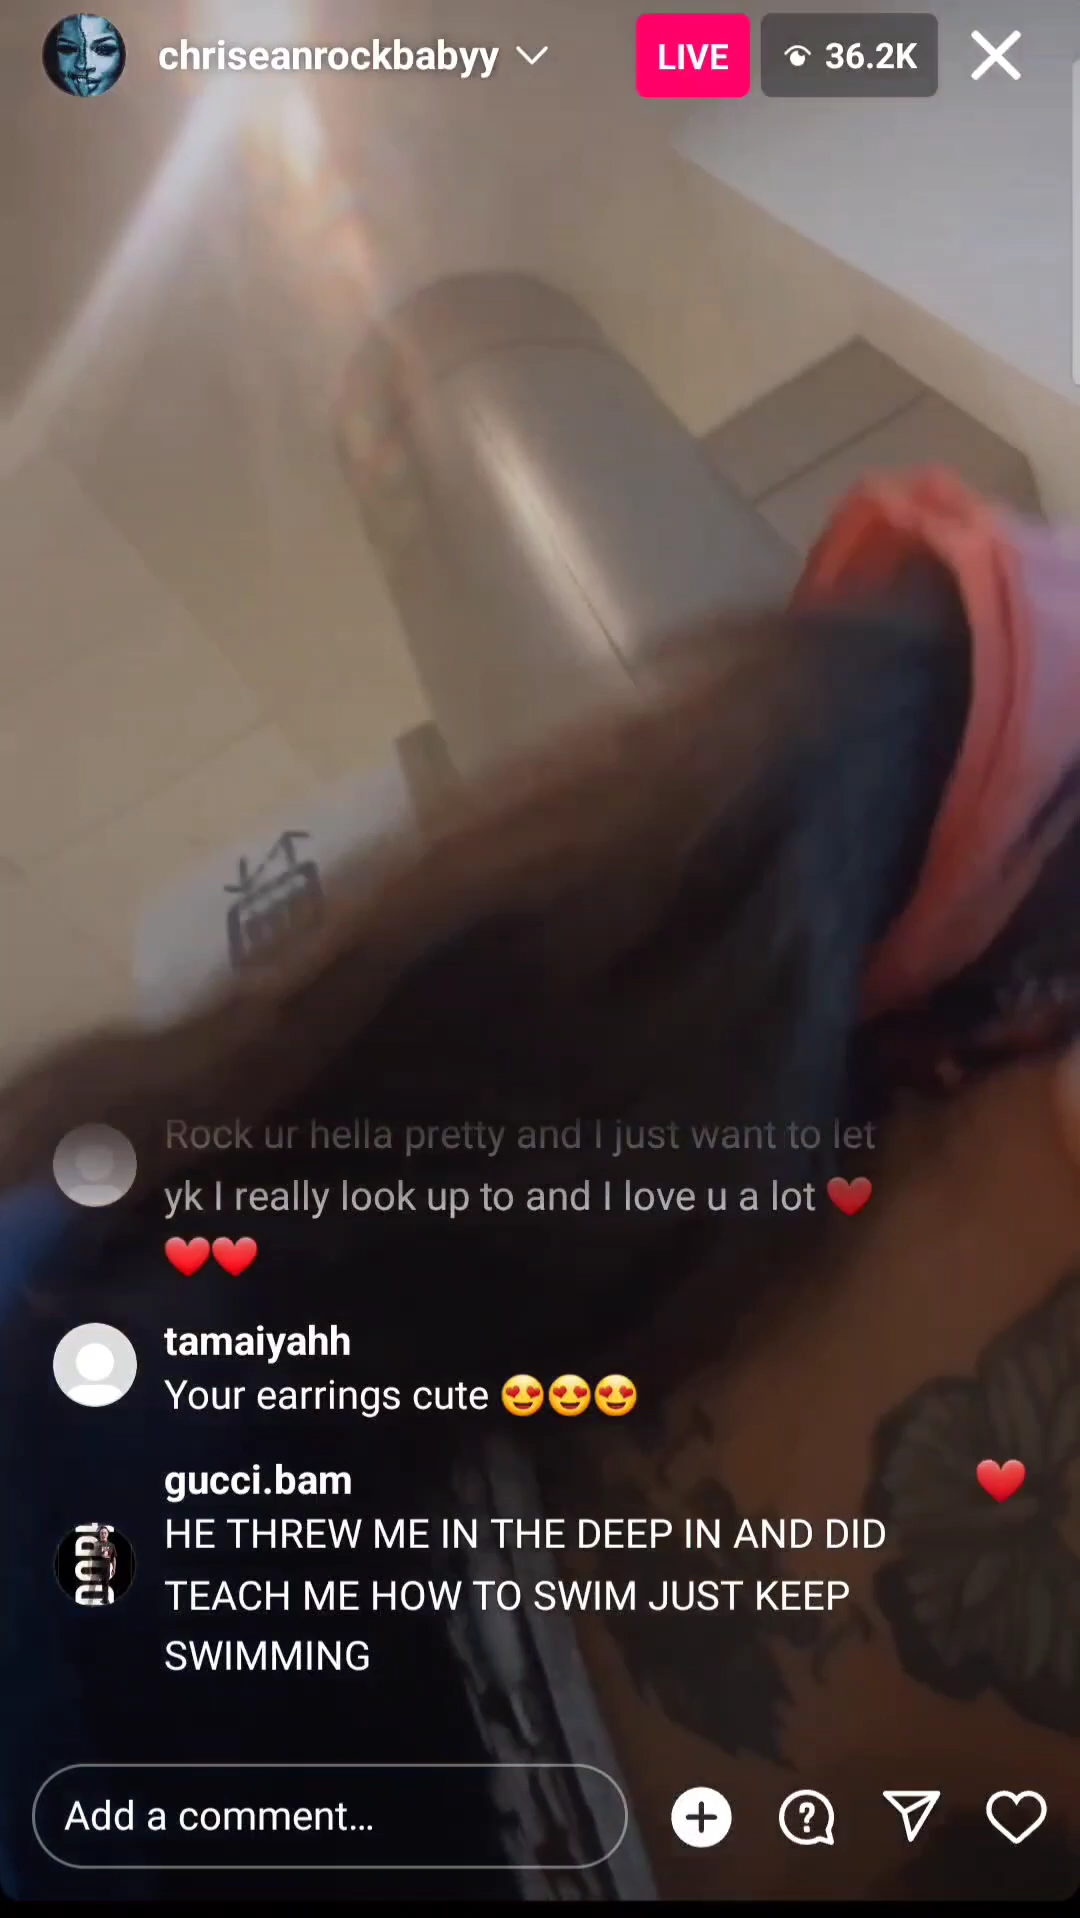 chriseanrockbabyy
LIVE
36.2K
Rock ur hella pretty and I just want to let
yk I really look up to and I love u a lot ❤️
❤️❤️
tamaiyahh
Your earrings cute 😍😍😍
gucci.bam
HE THREW ME IN THE DEEP IN AND DID
TEACH ME HOW TO SWIM JUST KEEP
SWIMMING
Add a comment...